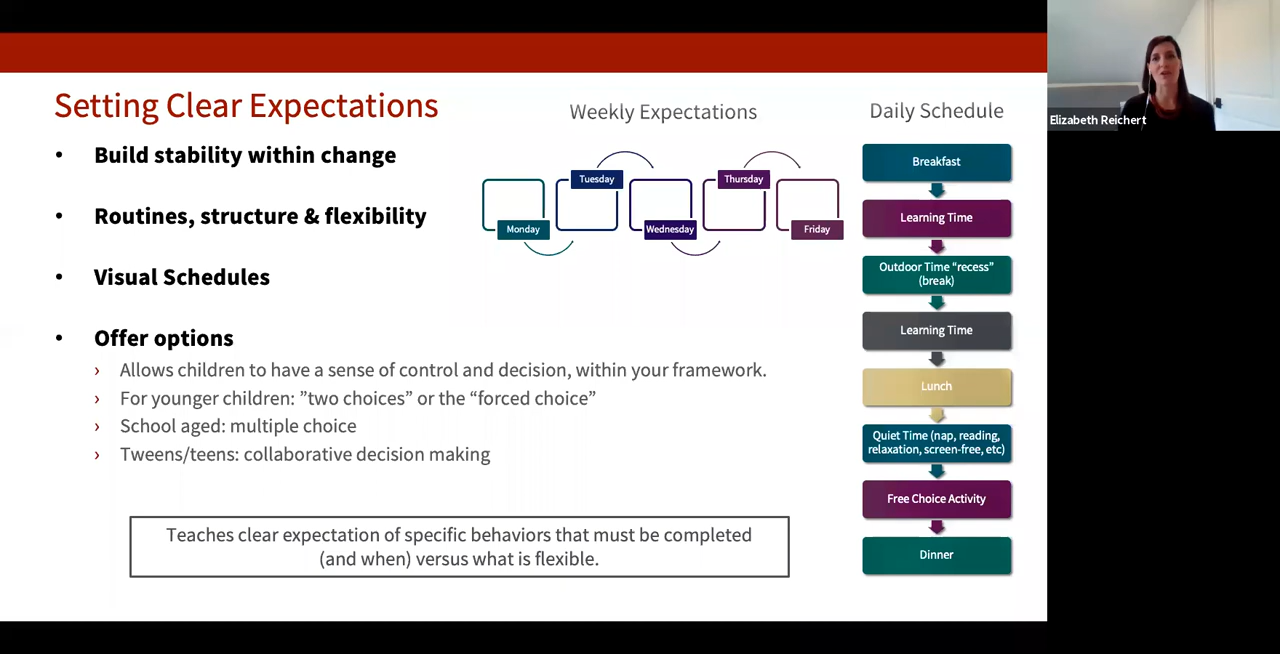 Setting Clear Expectations
• Build stability within change
• Routines, structure & flexibility
• Visual Schedules
• Offer options
› Allows children to have a sense of control and decision, within your framework.
› For younger children: ”two choices” or the “forced choice”
› School aged: multiple choice
› Tweens/teens: collaborative decision making
Teaches clear expectation of specific behaviors that must be completed
(and when) versus what is flexible.
Weekly Expectations
Monday
Tuesday
Wednesday
Thursday
Friday
Daily Schedule
Breakfast
Learning Time
Outdoor Time “recess”
(break)
Learning Time
Lunch
Quiet Time (nap, reading,
relaxation, screen-free, etc)
Free Choice Activity
Dinner
Elizabeth Reichert